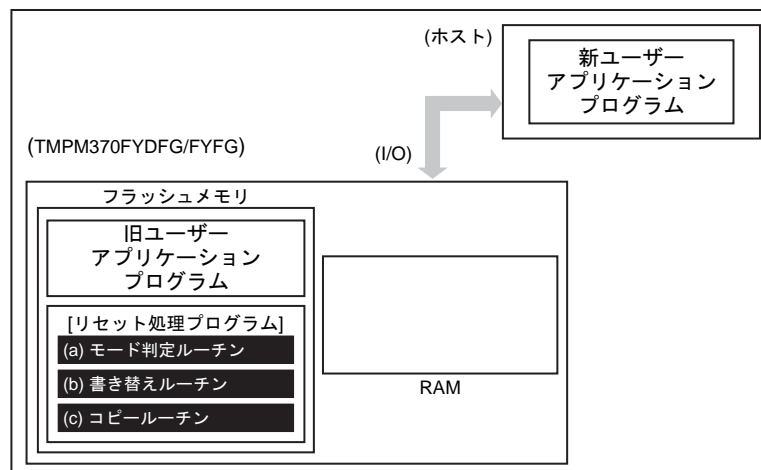 (ホスト)
新ユーザー
アプリケーション
プログラム
(TMPM370FYDFG/FYFG)
(I/O)
フラッシュメモリ
旧ユーザー
アプリケーション
プログラム
[リセット処理プログラム]
(a) モード判定ルーチン
(b) 書き替えルーチン
(c) コピールーチン
RAM